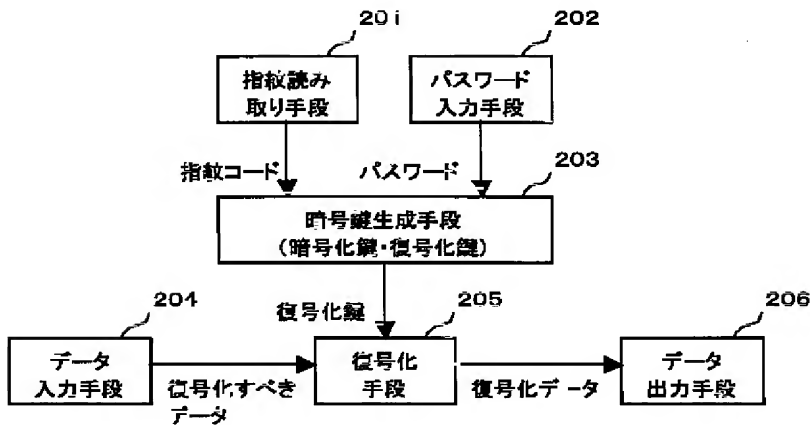 201
202
指紋読み
取り手段
パスワード
入力手段
指紋コード
パスワード
203
暗号鍵生成手段
(暗号化鍵・復号化鍵)
復号化鍵
204
205
206
データ
入力手段
復号化すべき
データ
復号化
手段
復号化データ
データ
出力手段